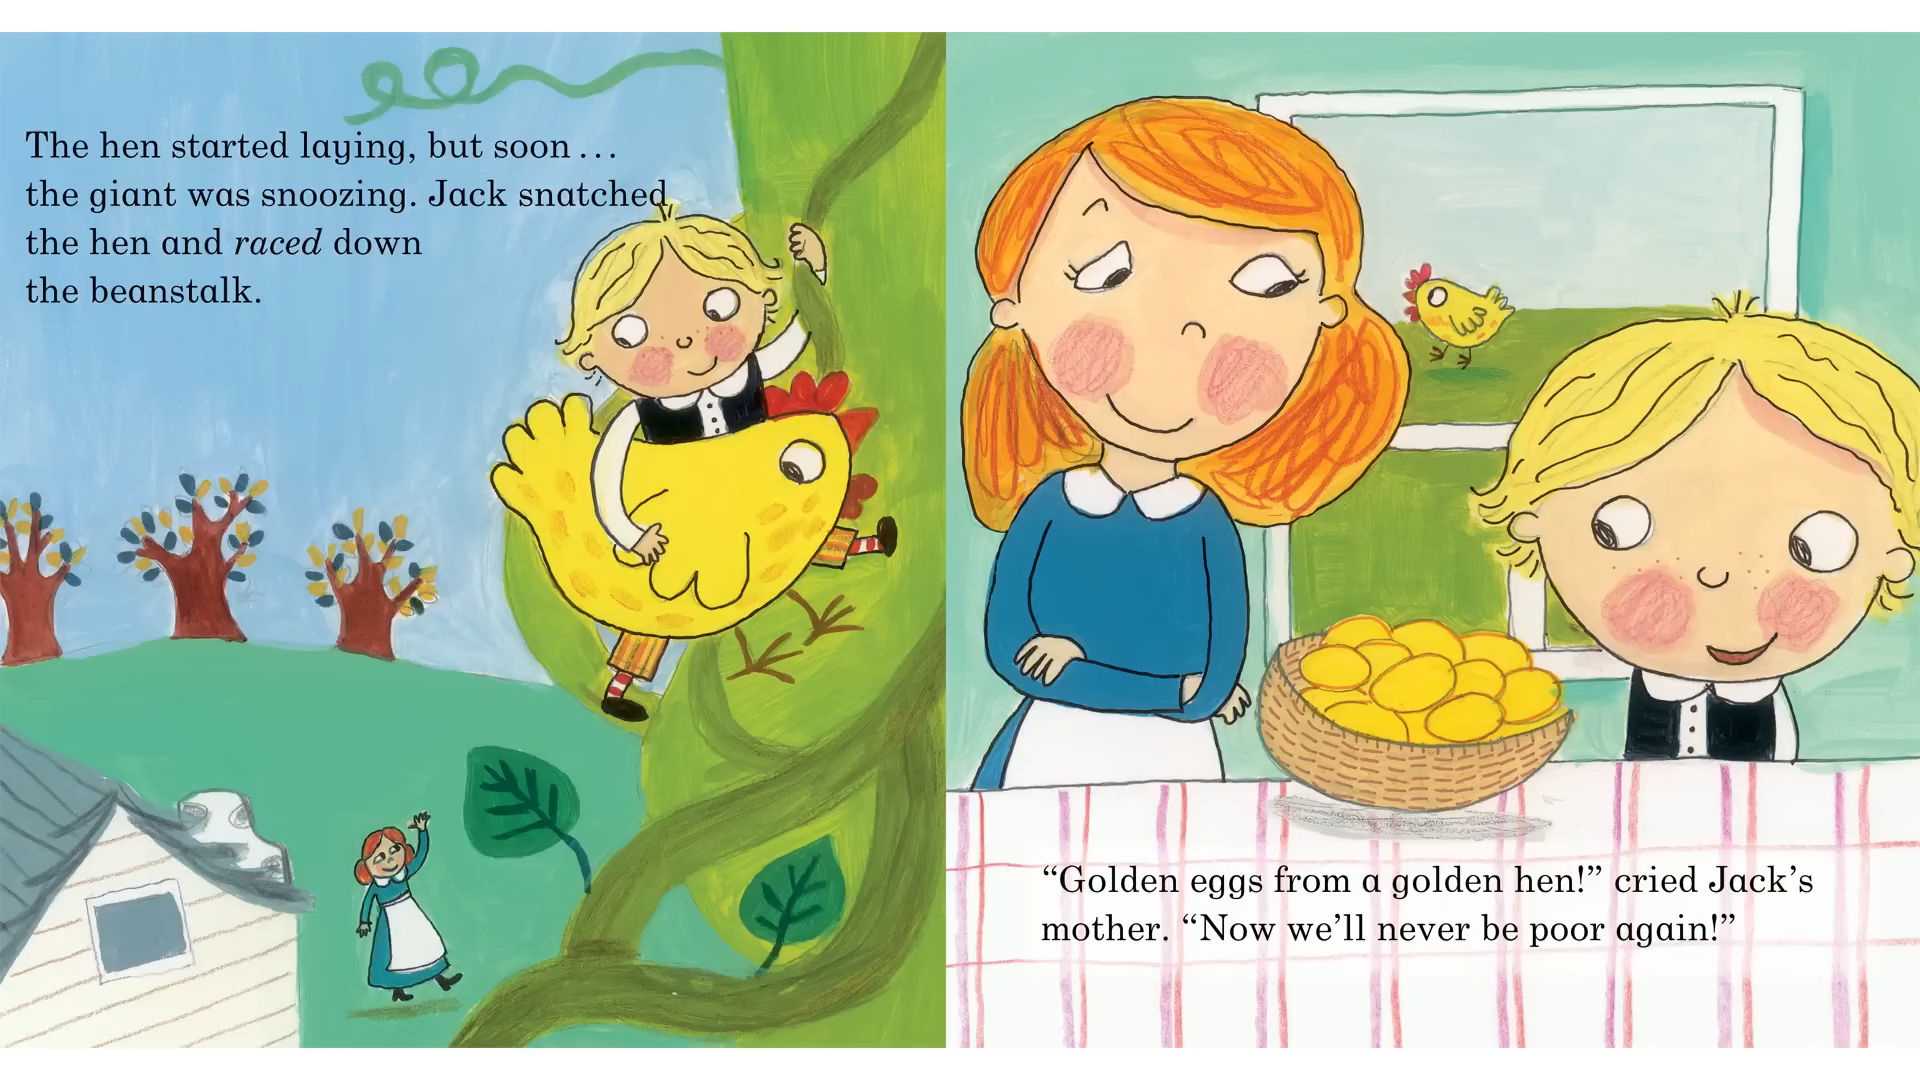 The hen started laying, but soon...
the giant was snoozing. Jack snatched
the hen and raced down
the beanstalk.
“Golden eggs from a golden hen!” cried Jack’s
mother. “Now we’ll never be poor again!”